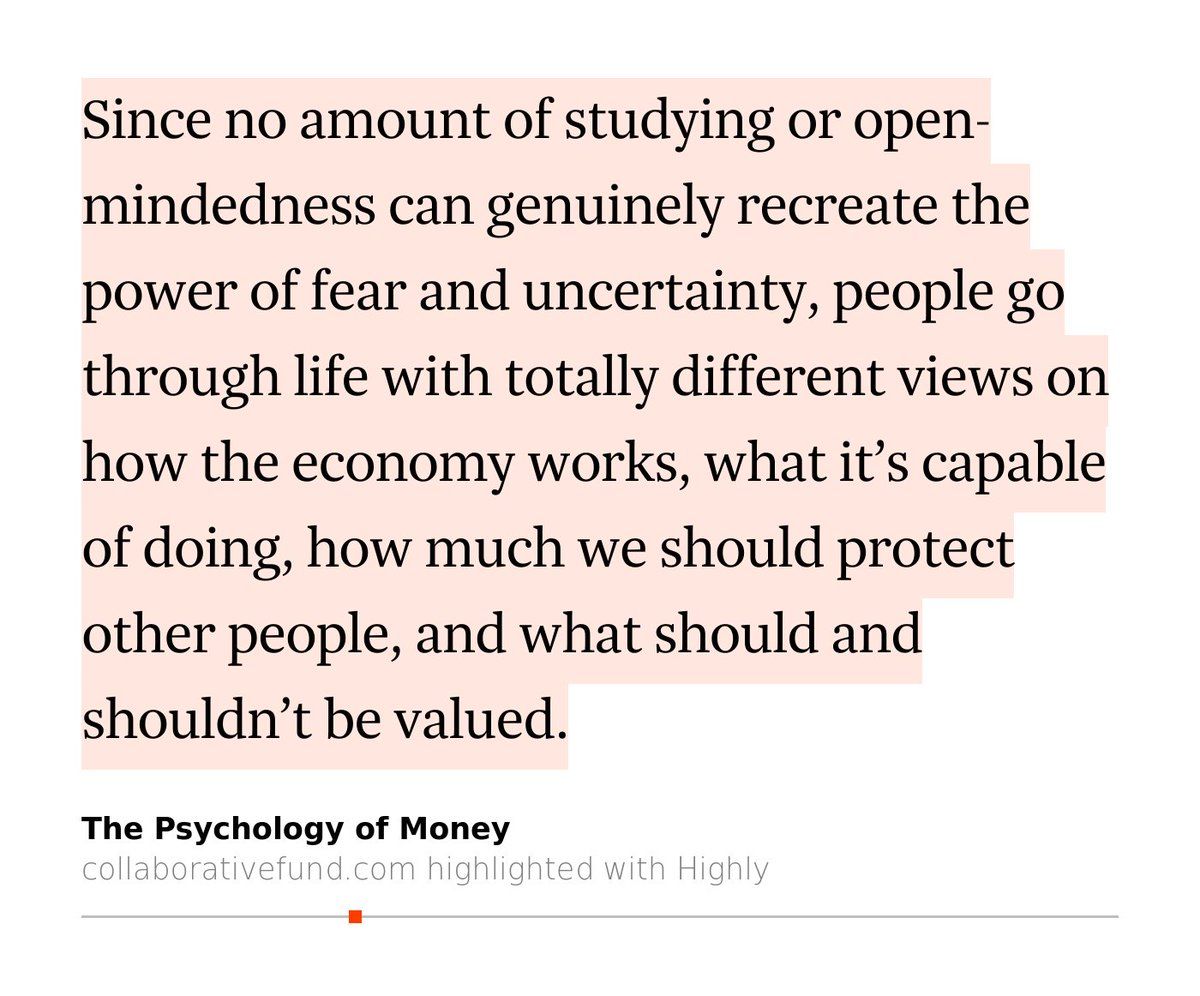 Since no amount of studying or open-
mindedness can genuinely recreate the
power of fear and uncertainty, people go
through life with totally different views on
how the economy works, what it’s capable
of doing, how much we should protect
other people, and what should and
shouldn’t be valued.
The Psychology of Money
collaborativefund.com highlighted with Highly